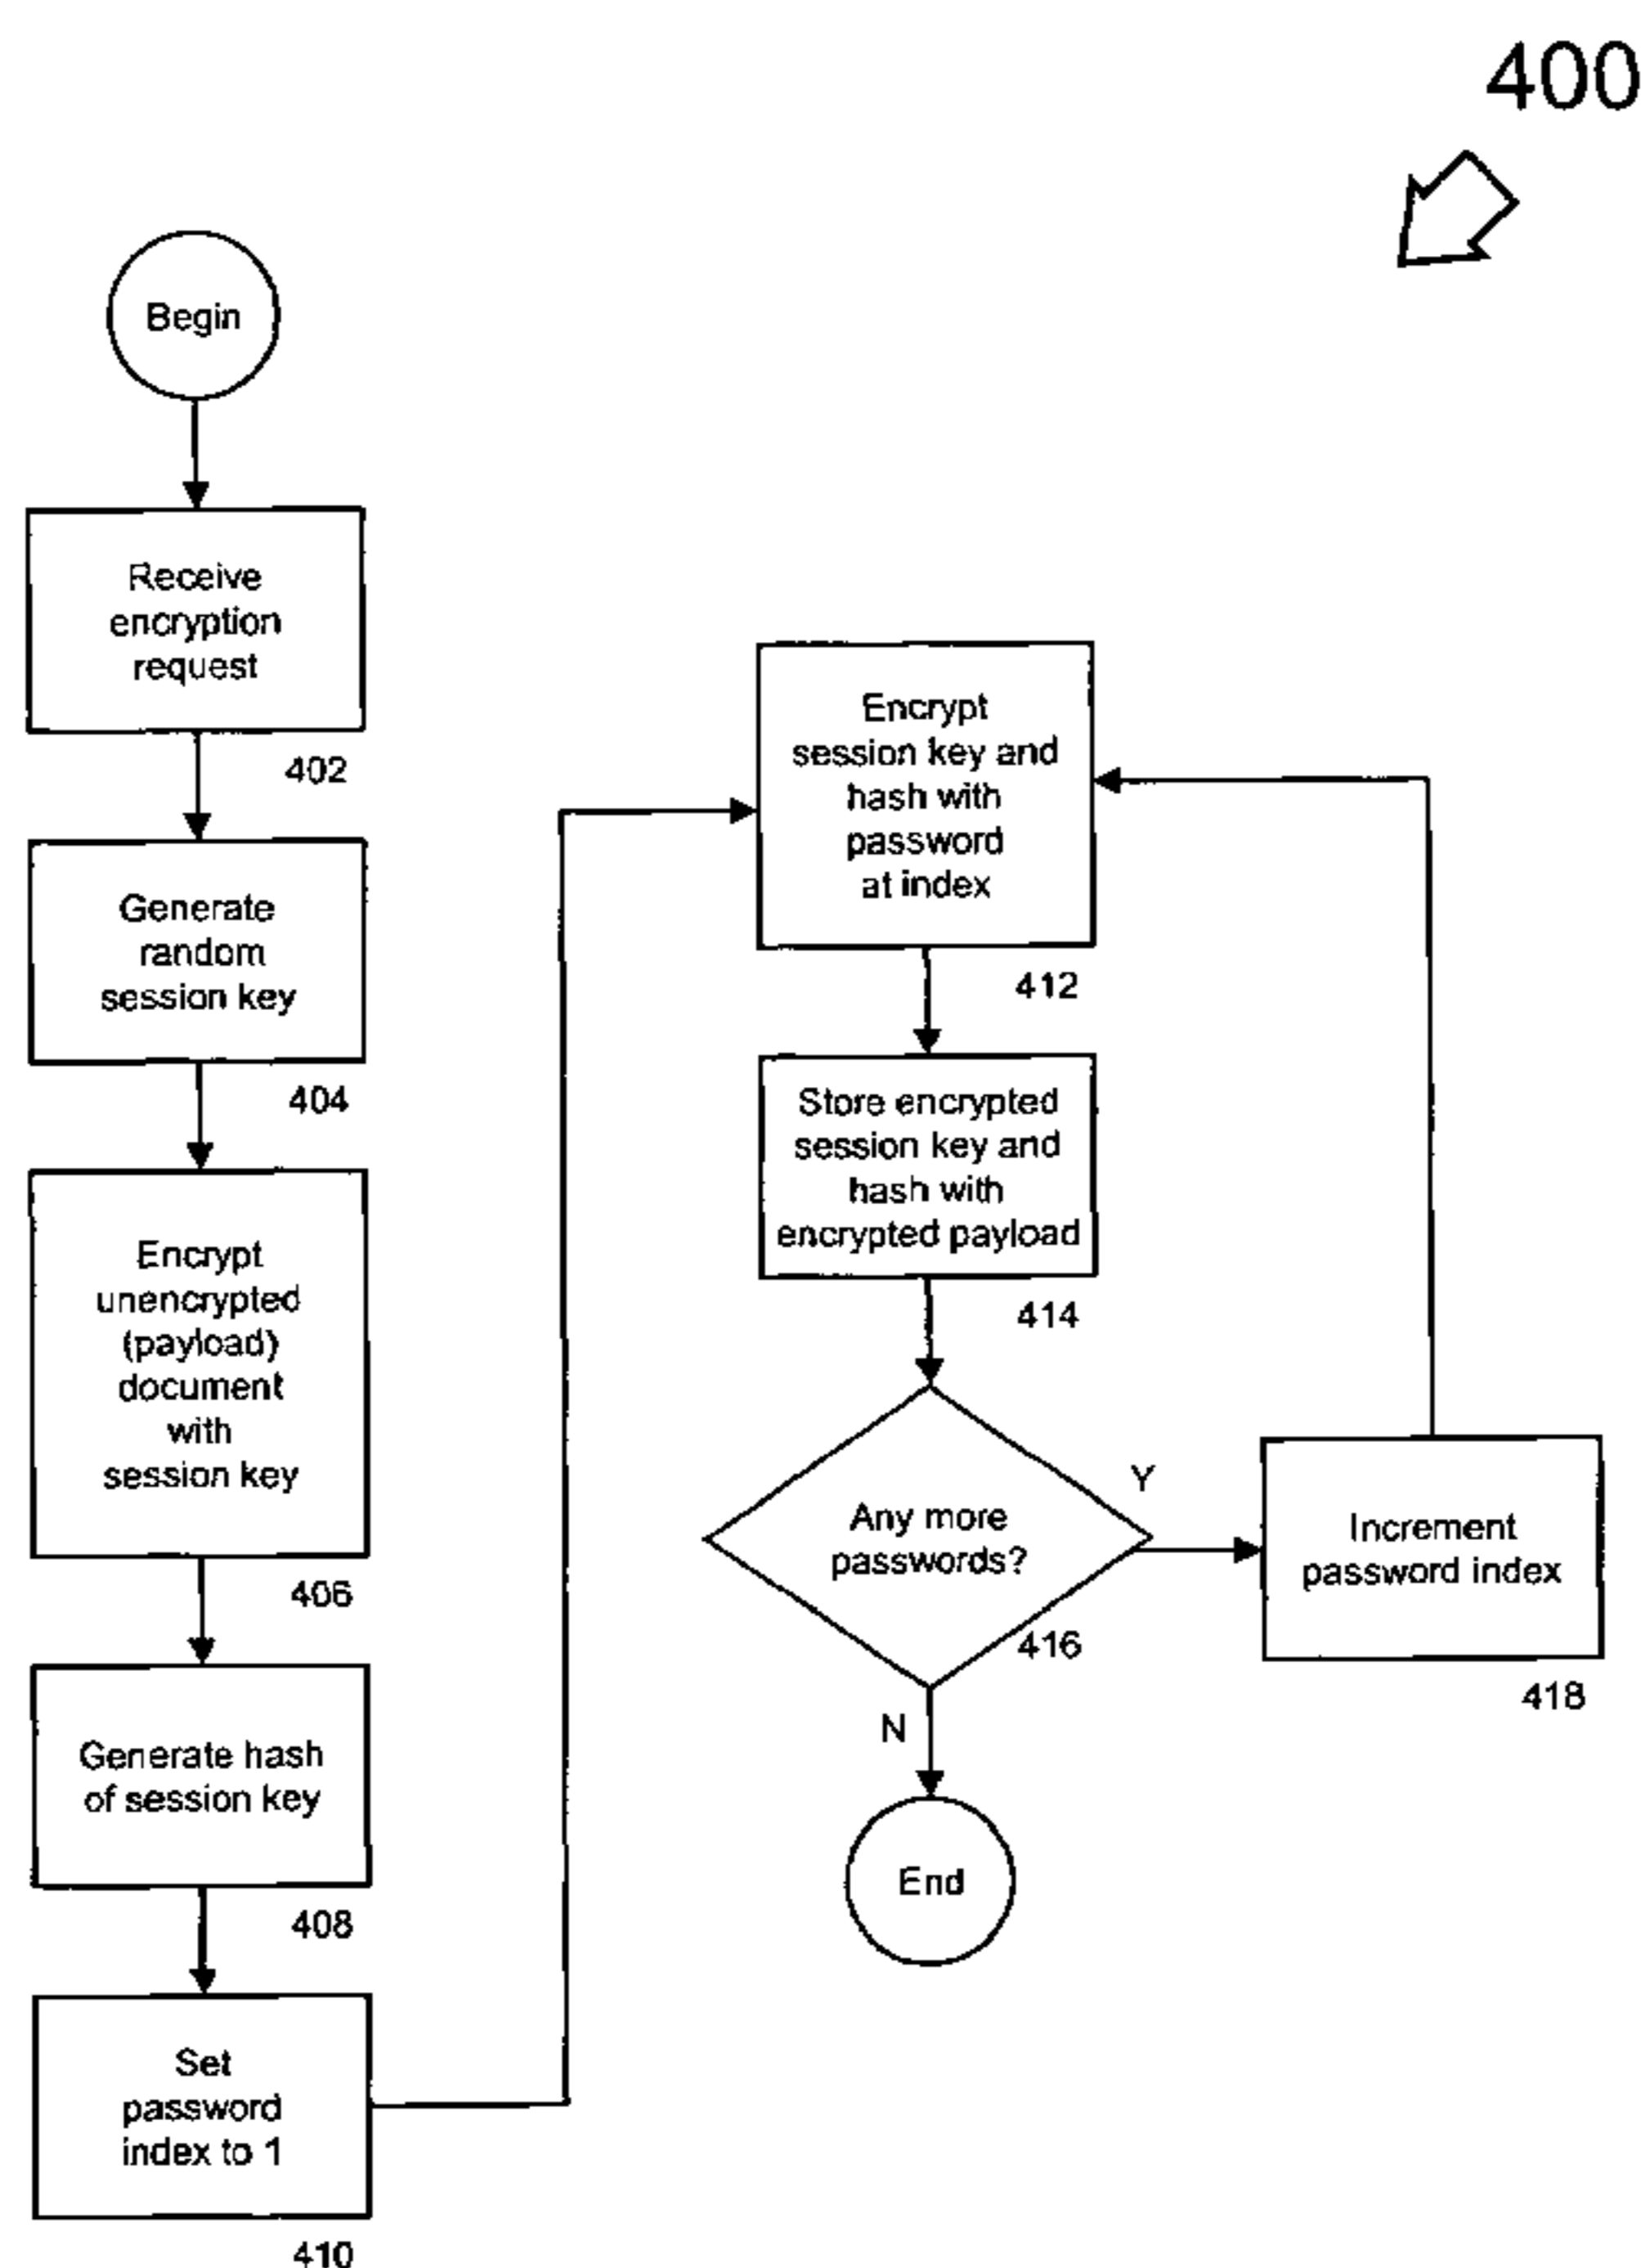 400
Begin
Receive
encryption
request
402
Generate
random
session key
404
Encrypt
unencrypted
(payload)
document
with
session key
406
Generate hash
of session key
408
Set
password
index to 1
410
Encrypt
session key and
hash with
password
at index
412
Store encrypted
session key and
hash with
encrypted payload
414
Any more
passwords?
416
Y
N
Increment
password index
418
End